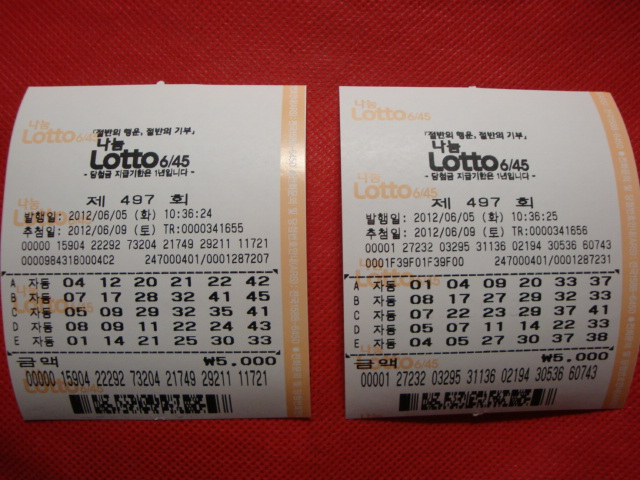 나눔
Lotto 6/45
「절반의 행운, 절반의 기부」
나눔
Lotto 6/45
- 당첨금 지급기한은 1년입니다 -
제 497 회
발행일: 2012/06/05 (화) 10:36:24
추첨일: 2012/06/09 (토) TR:0000341655
00000 15904 22292 73204 21749 29211 11721
00009843180004C2 247000401/0001287207
A 자동 04 12 20 21 22 42
B 자동 07 17 28 32 41 45
C 자동 05 09 29 32 35 41
D 자동 08 09 11 22 24 43
E 자동 01 14 21 25 30 33
금액 ₩5,000
00000 15904 22292 73204 21749 29211 11721
나눔
Lotto 6/45
「절반의 행운, 절반의 기부」
나눔
Lotto 6/45
- 당첨금 지급기한은 1년입니다 -
제 497 회
발행일: 2012/06/05 (화) 10:36:25
추첨일: 2012/06/09 (토) TR:0000341656
00001 27232 03295 31136 02194 30536 60743
0001F39F01F39F00 247000401/0001287231
A 자동 01 04 09 20 33 37
B 자동 08 17 27 29 32 33
C 자동 07 22 23 29 33 37
D 자동 05 07 11 14 22 33
E 자동 04 05 27 30 37 38
금액 ₩5,000
00001 27232 03295 31136 02194 30536 60743